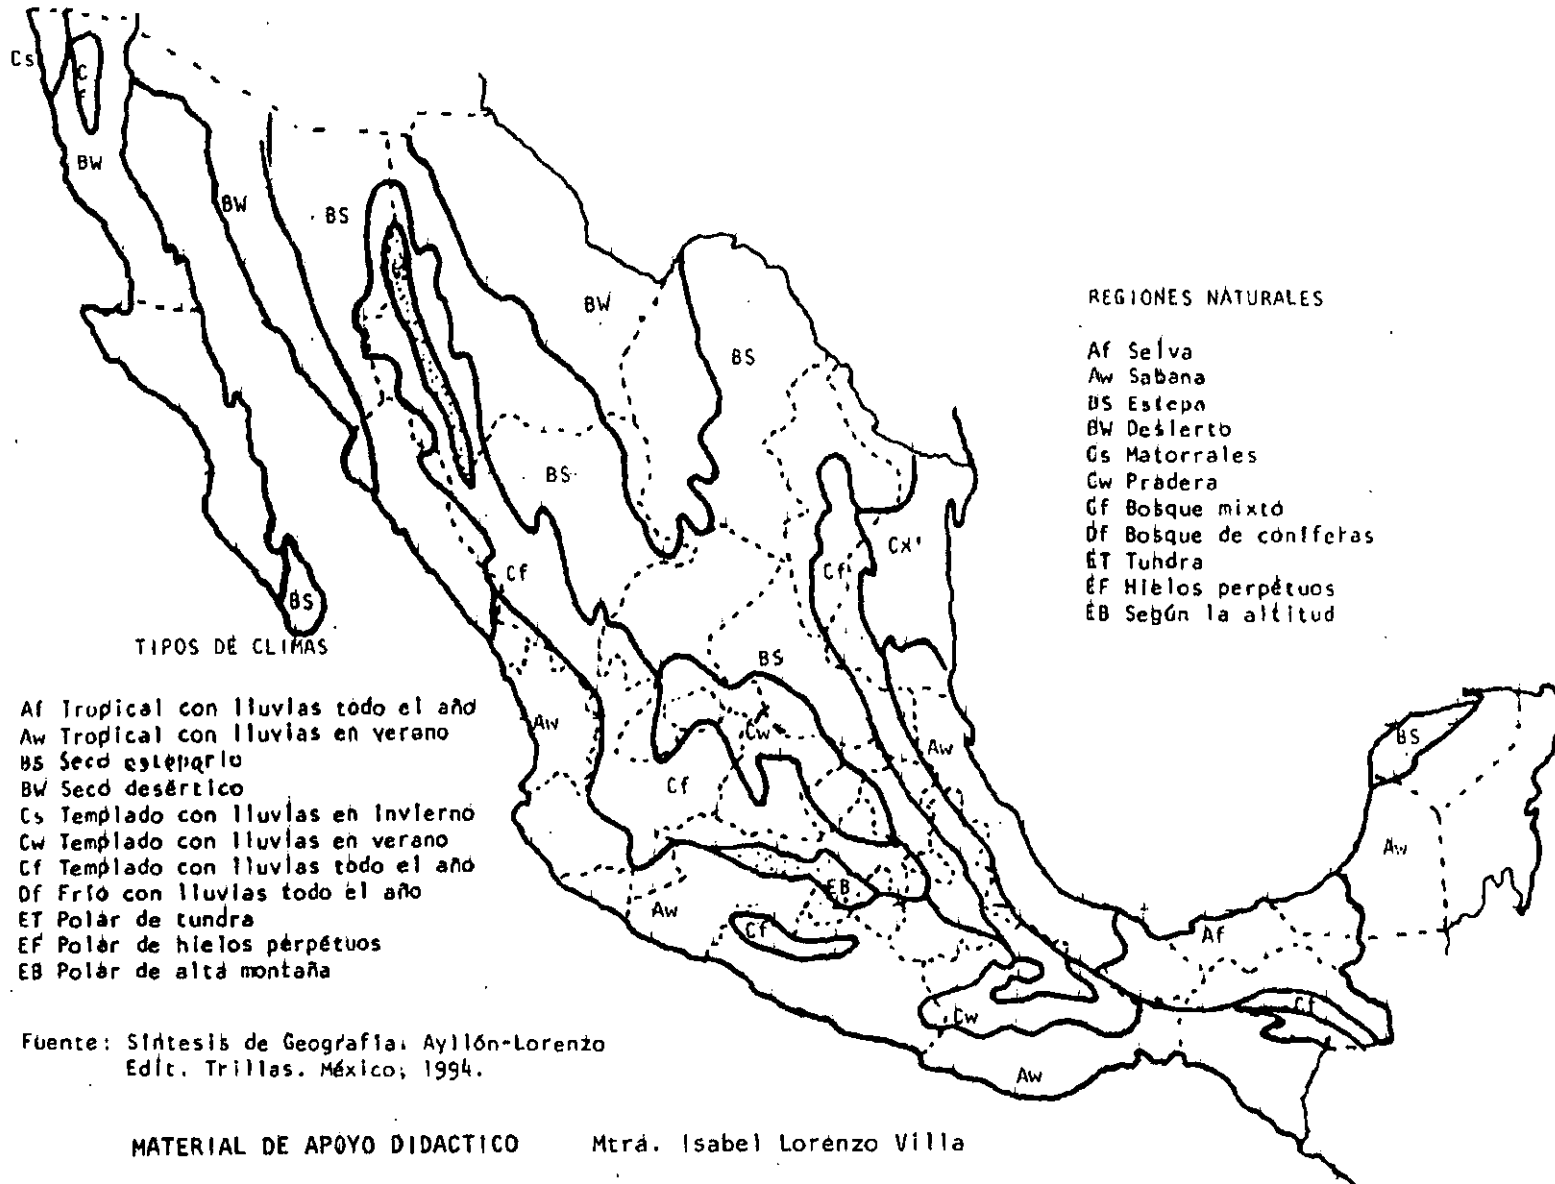 Cs
C
F
BW
BW
BS
C
BW
BS
BS
Cf
Cx'
Cf
BS
BS
Aw
Cw
Aw
Cf
BS
Aw
EB
Aw
Cf
Af
Cf
Cw
Aw
REGIONES NATURALES
Af Selva
Aw Sabana
BS Estepa
BW Desierto
Cs Matorrales
Cw Pradera
Cf Bosque mixto
Df Bosque de coníferas
ET Tundra
EF Hielos perpétuos
EB Según la altitud
TIPOS DE CLIMAS
Af Tropical con lluvias todo el año
Aw Tropical con lluvias en verano
BS Seco estepario
BW Seco desértico
Cs Templado con lluvias en invierno
Cw Templado con lluvias en verano
Cf Templado con lluvias todo el año
Df Frío con lluvias todo el año
ET Polar de tundra
EF Polar de hielos perpétuos
EB Polar de alta montaña
Fuente: Síntesis de Geografía. Ayllón-Lorenzo
Edit. Trillas. México, 1994.
MATERIAL DE APOYO DIDACTICO Mtra. Isabel Lorenzo Villa